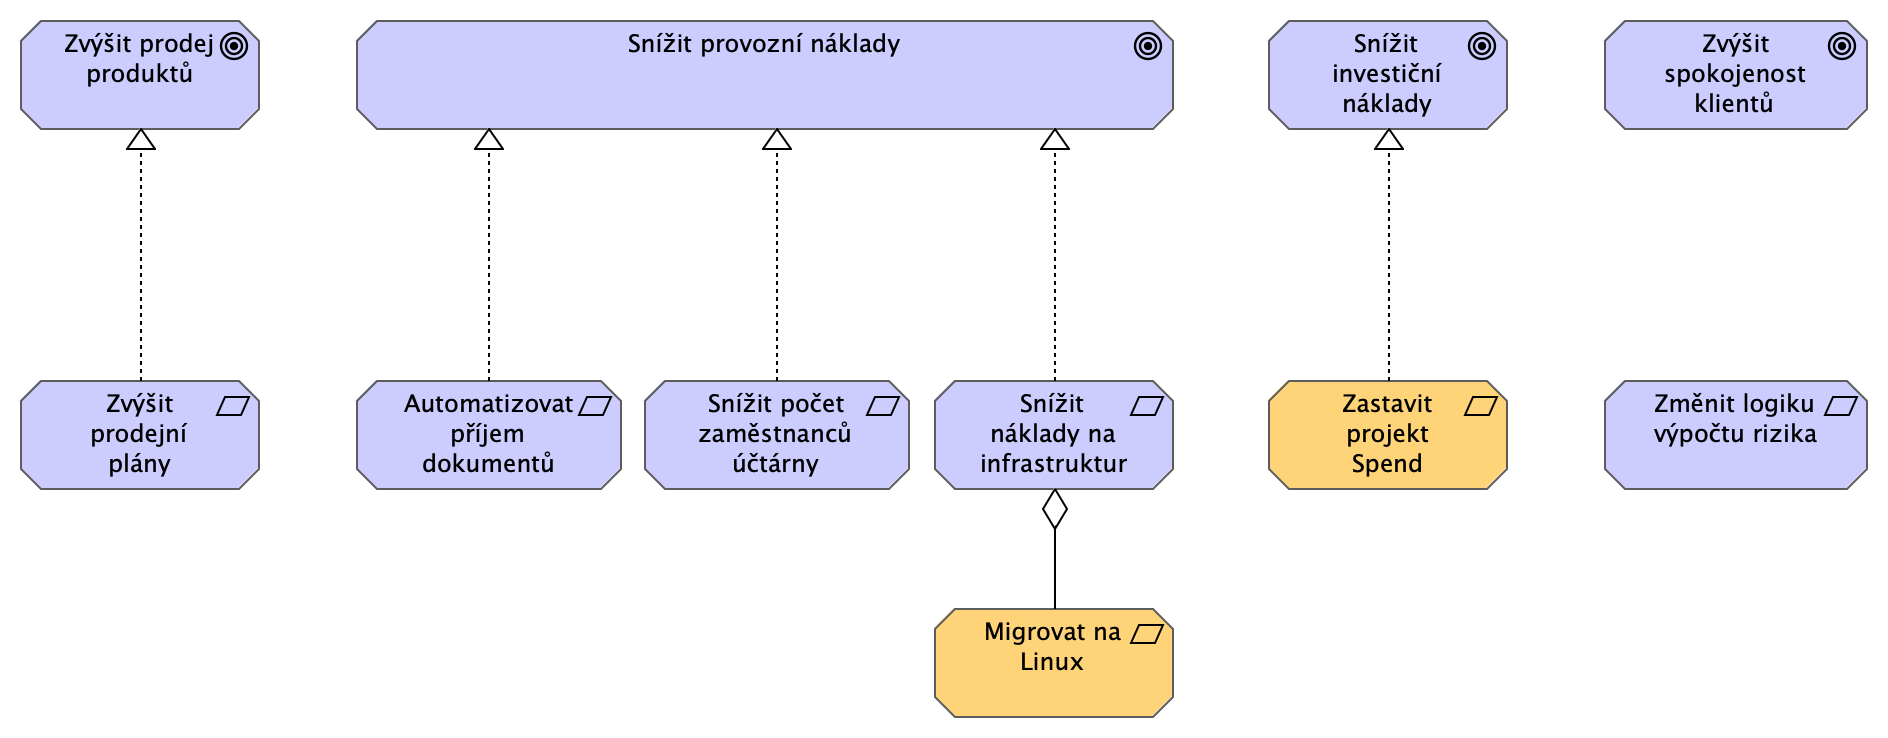 Zvýšit prodej
produktů
Snížit provozní náklady
Snížit
investiční
náklady
Zvýšit
spokojenost
klientů
Zvýšit
prodejní
plány
Automatizovat
příjem
dokumentů
Snížit počet
zaměstnanců
účtárny
Snížit
náklady na
infrastruktur
Zastavit
projekt
Spend
Změnit logiku
výpočtu rizika
Migrovat na
Linux